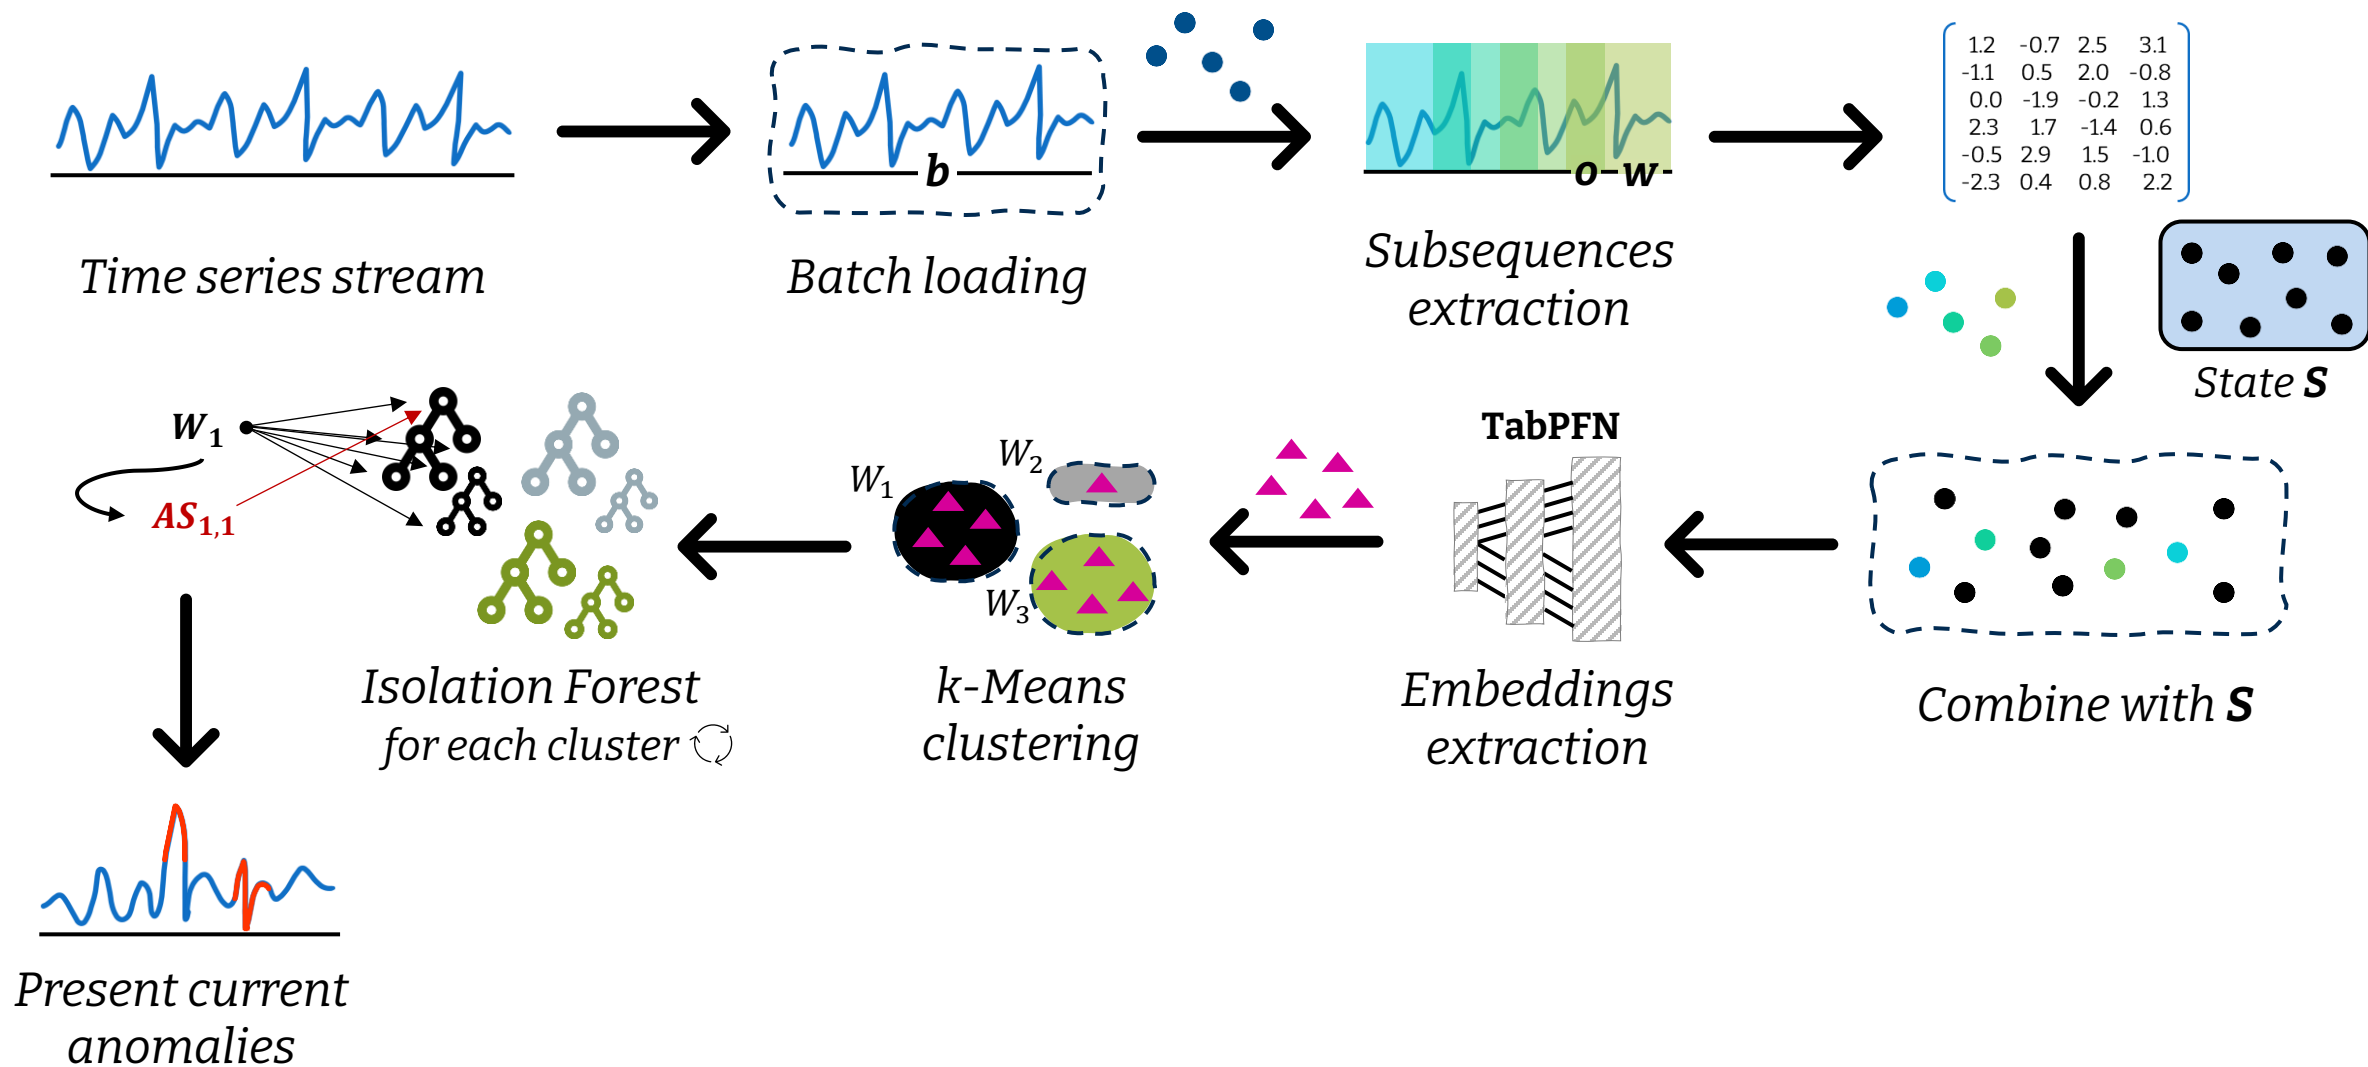 b
o w
1.2 -0.7 2.5 3.1
-1.1 0.5 2.0 -0.8
0.0 -1.9 -0.2 1.3
2.3 1.7 -1.4 0.6
-0.5 2.9 1.5 -1.0
-2.3 0.4 0.8 2.2
Time series stream
Batch loading
Subsequences
extraction
State S
W1
AS1,1
Isolation Forest
for each cluster
W1
W2
W3
k-Means
clustering
TabPFN
Embeddings
extraction
Combine with S
Present current
anomalies